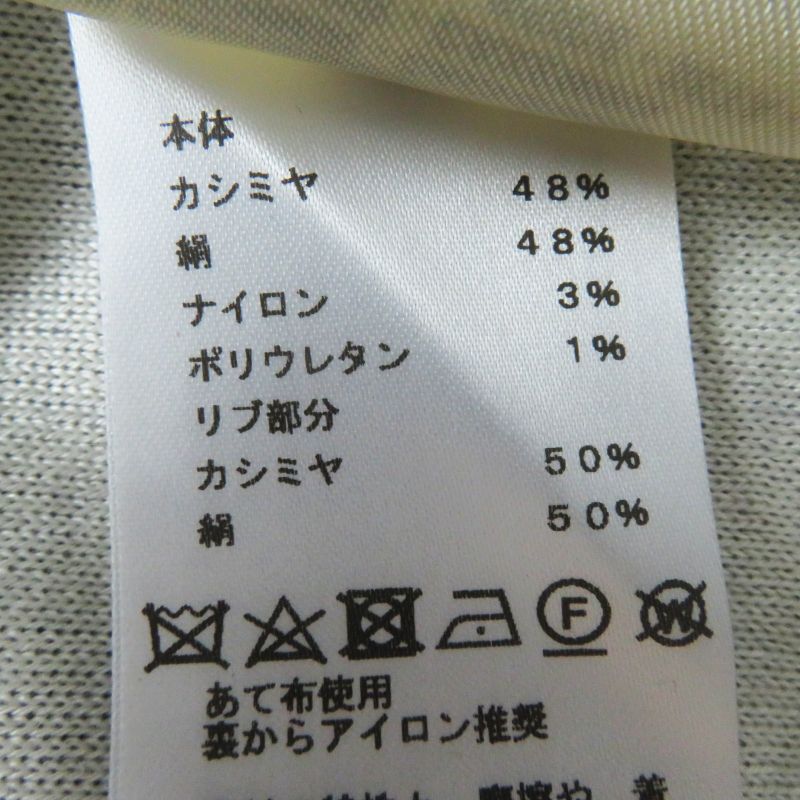 本体
カシミヤ 48%
絹 48%
ナイロン 3%
ポリウレタン 1%
リブ部分
カシミヤ 50%
絹 50%
F W
あて布使用
裏からアイロン推奨